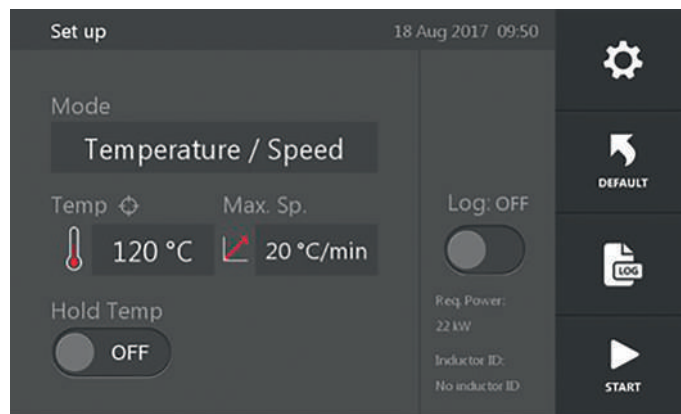 Set up
18 Aug 2017 09:50
Mode
Temperature / Speed
Temp
Max. Sp.
120 °C
20 °C/min
Hold Temp
OFF
Log: OFF
Req. Power:
22 kW
Inductor ID:
No inductor ID
DEFAULT
LOG
START